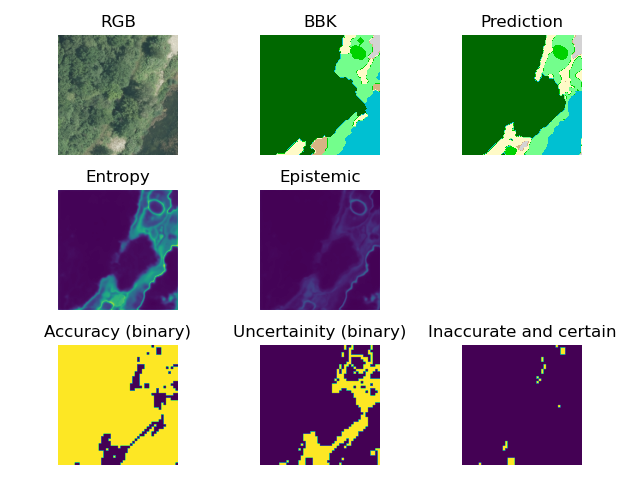 RGB
BBK
Prediction
Entropy
Epistemic
Accuracy (binary)
Uncertainity (binary)
Inaccurate and certain